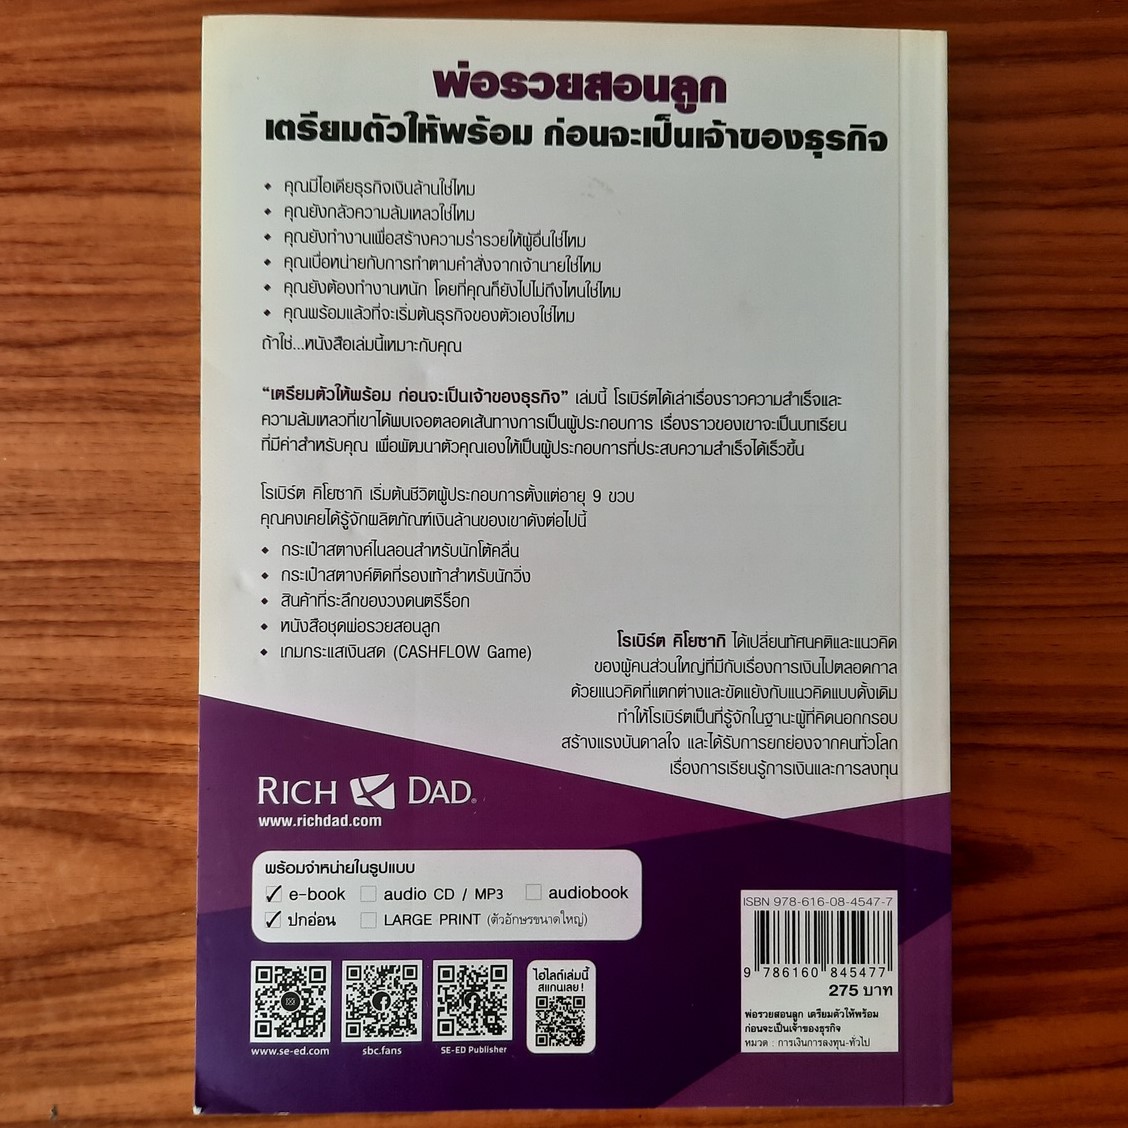 พ่อรวยสอนลูก
เตรียมตัวให้พร้อม ก่อนจะเป็นเจ้าของธุรกิจ
◆ คุณมีไอเดียธุรกิจเงินล้านใช่ไหม
◆ คุณยังกลัวความล้มเหลวใช่ไหม
◆ คุณยังทำงานเพื่อสร้างความร่ำรวยให้ผู้อื่นใช่ไหม
◆ คุณเบื่อหน่ายกับการทำตามคำสั่งจากเจ้านายใช่ไหม
◆ คุณยังต้องทำงานหนัก โดยที่คุณก็ยังไปไม่ถึงไหนใช่ไหม
◆ คุณพร้อมแล้วที่จะเริ่มต้นธุรกิจของตัวเองใช่ไหม
ถ้าใช่...หนังสือเล่มนี้เหมาะกับคุณ
“เตรียมตัวให้พร้อม ก่อนจะเป็นเจ้าของธุรกิจ” เล่มนี้ โรเบิร์ตได้เล่าเรื่องราวความสำเร็จและ
ความล้มเหลวที่เขาได้พบเจอตลอดเส้นทางการเป็นผู้ประกอบการ เรื่องราวของเขาจะเป็นบทเรียน
ที่มีค่าสำหรับคุณ เพื่อพัฒนาตัวคุณเองให้เป็นผู้ประกอบการที่ประสบความสำเร็จได้เร็วขึ้น
โรเบิร์ต คิโยซากิ เริ่มต้นชีวิตผู้ประกอบการตั้งแต่อายุ 9 ขวบ
คุณคงเคยได้รู้จักผลิตภัณฑ์เงินล้านของเขาดังต่อไปนี้
◆ กระเป๋าสตางค์ไนลอนสำหรับนักโต้คลื่น
◆ กระเป๋าสตางค์ติดที่รองเท้าสำหรับนักวิ่ง
◆ สินค้าที่ระลึกของวงดนตรีร็อก
◆ หนังสือชุดพ่อรวยสอนลูก
◆ เกมกระแสเงินสด (CASHFLOW Game)
โรเบิร์ต คิโยซากิ ได้เปลี่ยนทัศนคติและแนวคิด
ของผู้คนส่วนใหญ่ที่มีกับเรื่องการเงินไปตลอดกาล
ด้วยแนวคิดที่แตกต่างและขัดแย้งกับแนวคิดแบบดั้งเดิม
ทำให้โรเบิร์ตเป็นที่รู้จักในฐานะผู้ที่คิดนอกกรอบ
สร้างแรงบันดาลใจ และได้รับการยกย่องจากคนทั่วโลก
เรื่องการเรียนรู้การเงินและการลงทุน
RICH DAD®
www.richdad.com
พร้อมจำหน่ายในรูปแบบ
✓ e-book audio CD / MP3 audiobook
✓ ปกอ่อน LARGE PRINT (ตัวอักษรขนาดใหญ่)
ไฮไลต์เล่มนี้
สแกนเลย!
www.se-ed.com sbc.fans SE-ED Publisher
ISBN 978-616-08-4547-7
9 786160 845477
275 บาท
พ่อรวยสอนลูก เตรียมตัวให้พร้อม
ก่อนจะเป็นเจ้าของธุรกิจ
หมวด : การเงินการลงทุน-ทั่วไป